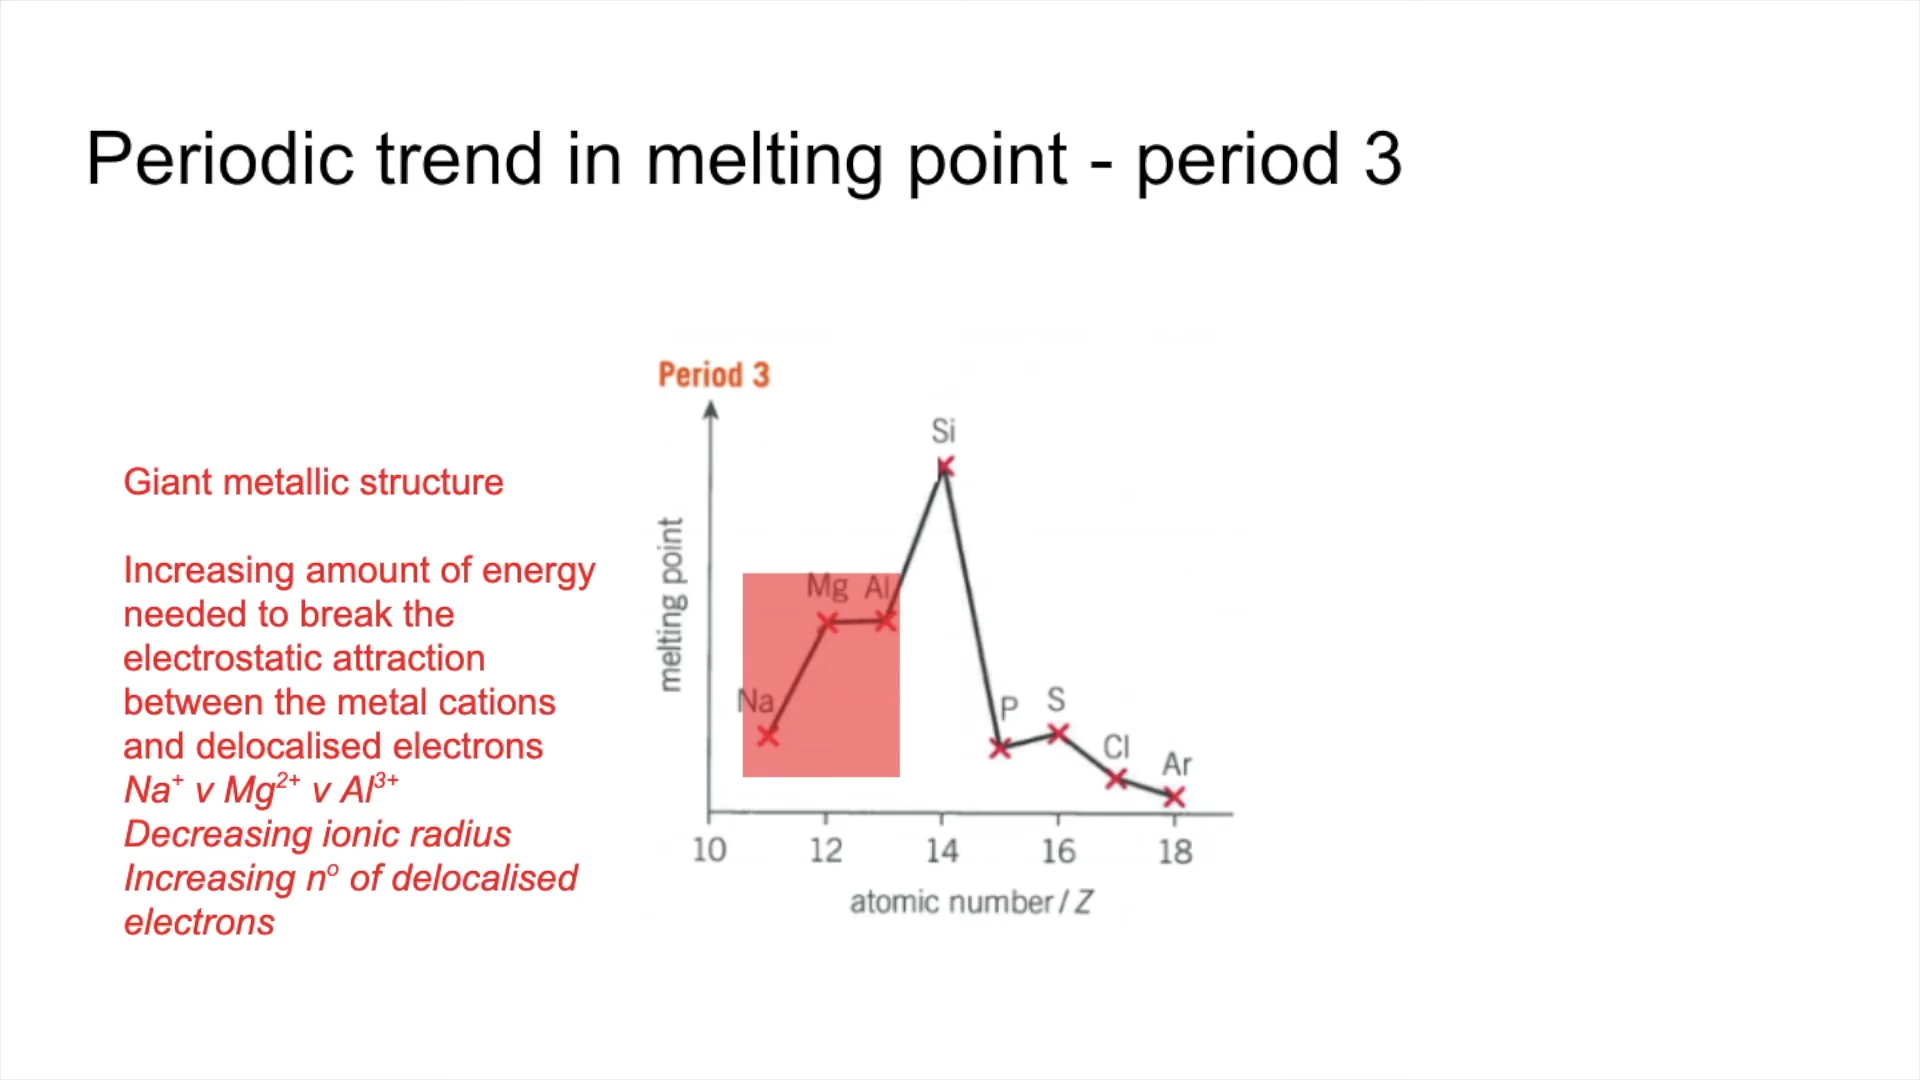 Periodic trend in melting point - period 3
Giant metallic structure
Increasing amount of energy
needed to break the
electrostatic attraction
between the metal cations
and delocalised electrons
Na⁺ v Mg²⁺ v Al³⁺
Decreasing ionic radius
Increasing nº of delocalised
electrons
Period 3
melting point
Si
Mg Al
Na
P S
Cl
Ar
10 12 14 16 18
atomic number / Z